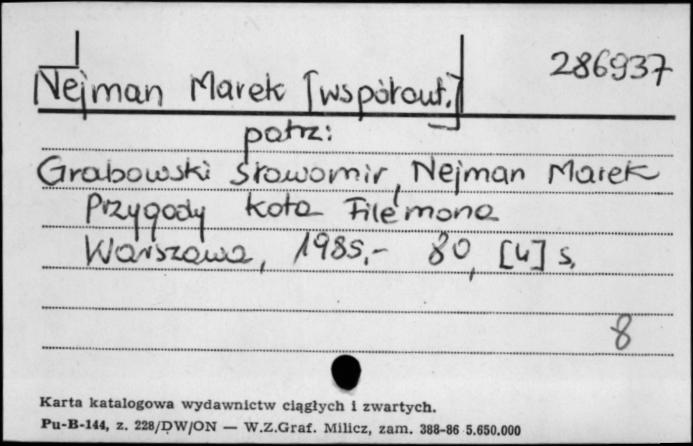 286937
Nejman Marek [współaut.]
patrz:
Grabowski Sławomir, Nejman Marek
Przygody kota Filemona
Warszawa, 1985.- 80, [4] s.
8
Karta katalogowa wydawnictw ciągłych i zwartych.
Pu-B-144, z. 228/DW/ON — W.Z.Graf. Milicz, zam. 388-86 5.650.000